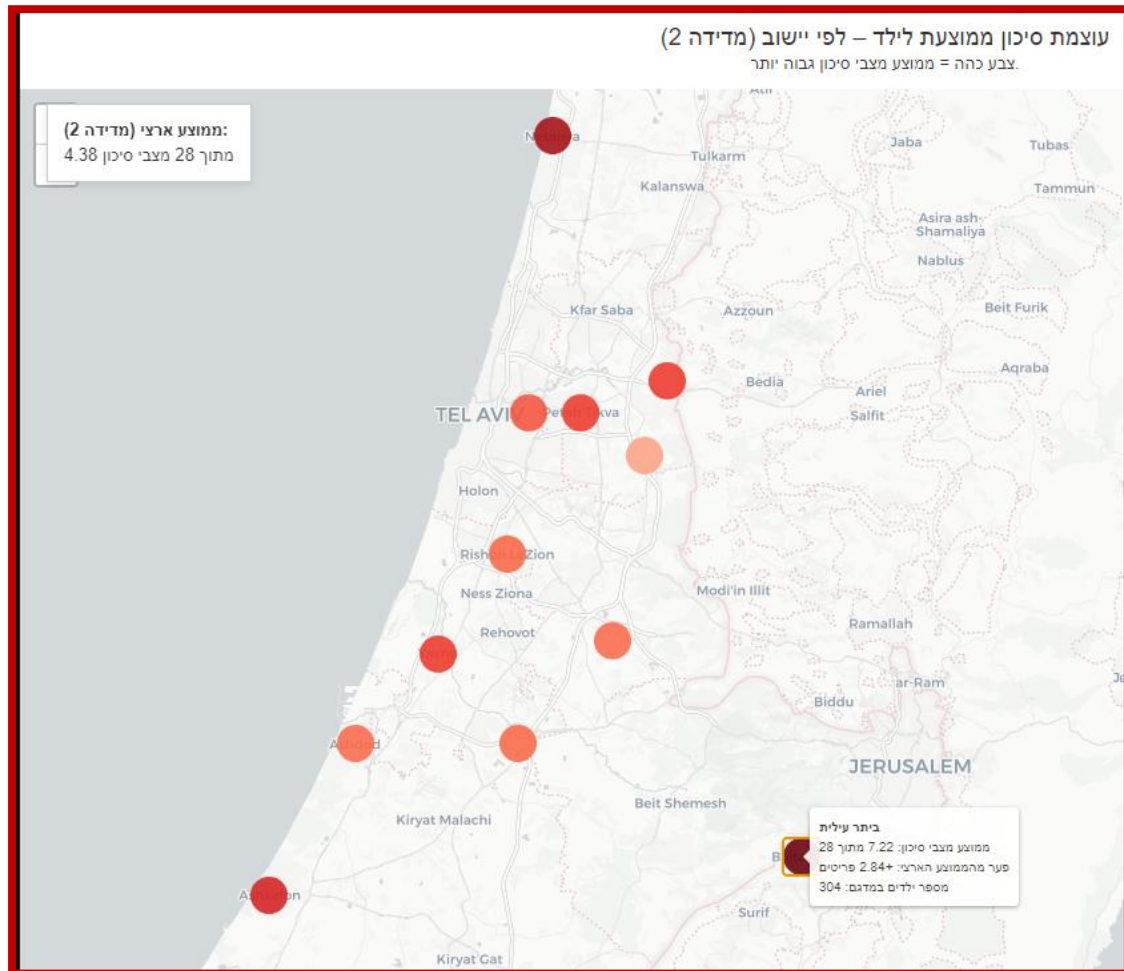 עוצמת סיכון ממוצעת לילד – לפי יישוב (מדידה 2)
.צבע כהה = ממוצע מצבי סיכון גבוה יותר
ממוצע ארצי (מדידה 2):
מתוך 28 מצבי סיכון 4.38
Tulkarm
Jaba
Tubas
Kalanswa
Tammun
Asira ash-
Shamaliya
Nablus
Kfar Saba
Azzoun
Beit Furik
Aqraba
Bedia
Ariel
Salfit
TEL AVIV
Petah Tikva
Holon
Rishon LeZion
Ness Ziona
Modi'in Illit
Rehovot
Ramallah
ar-Ram
Biddu
Ashdod
JERUSALEM
Beit Shemesh
Kiryat Malachi
ביתר עילית
ממוצע מצבי סיכון: 7.22 מתוך 28
פער מהממוצע הארצי: +2.84 פריטים
מספר ילדים במדגם: 304
Ashkelon
Surif
Kiryat Gat